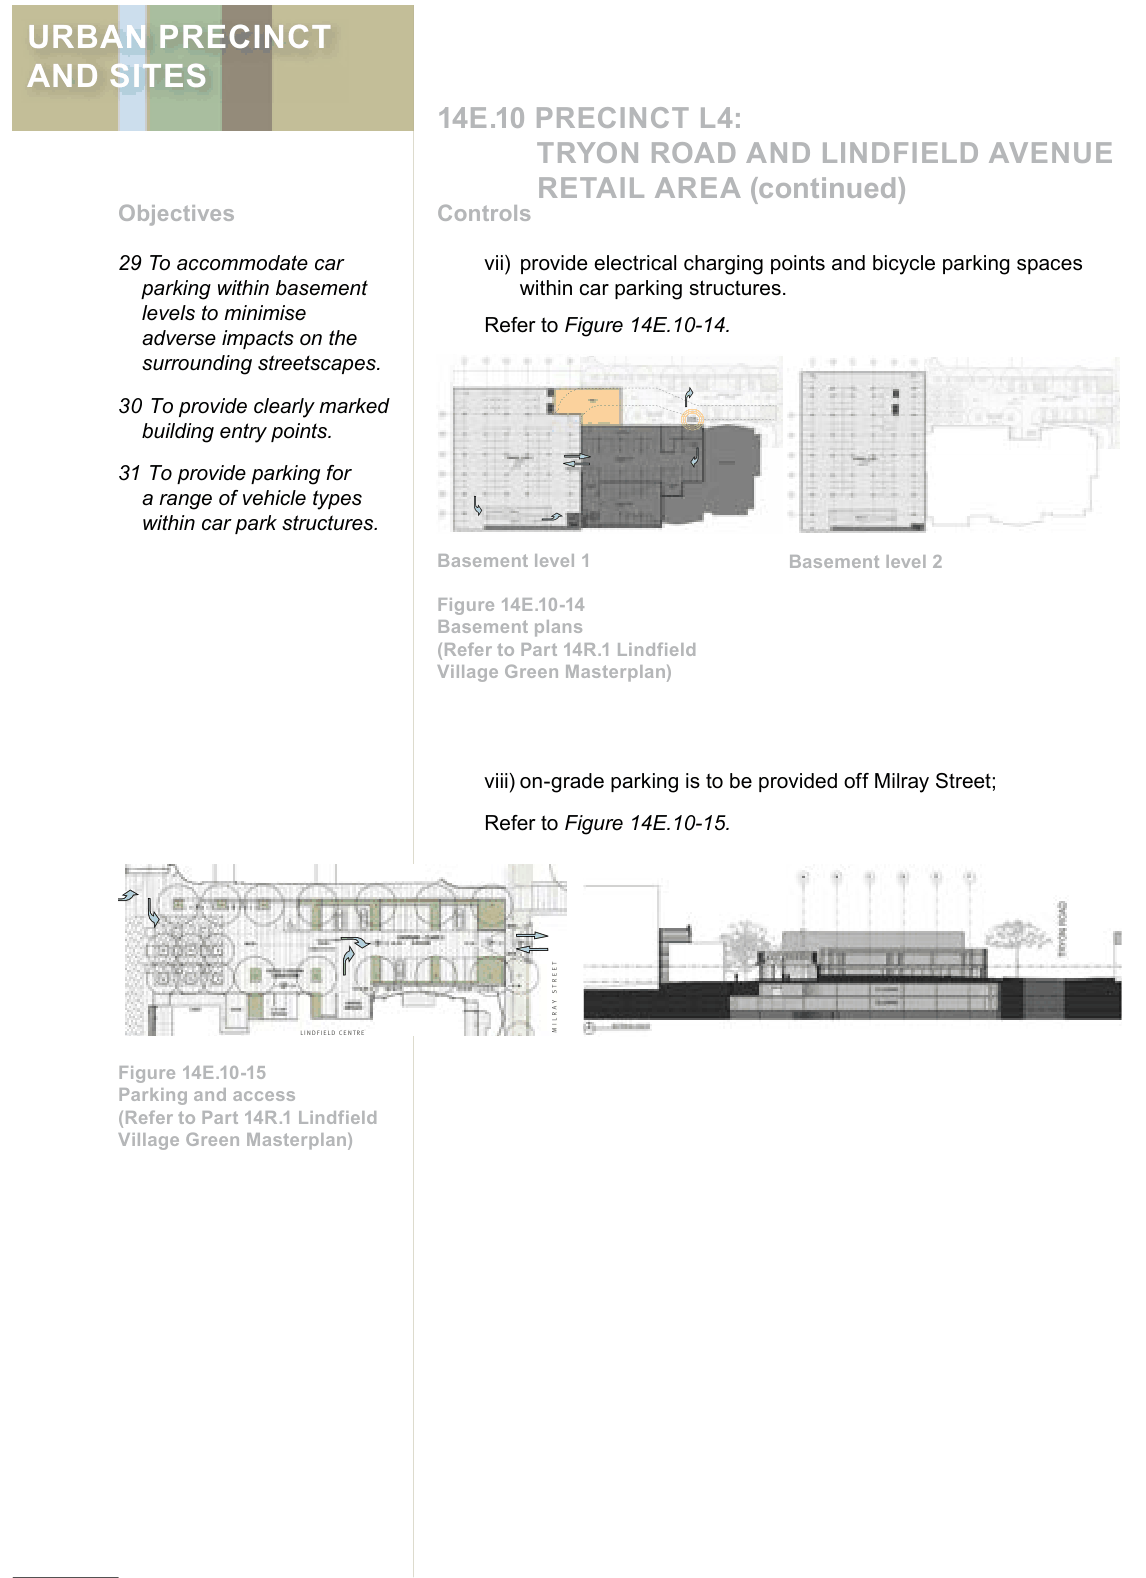 URBAN PRECINCT
AND SITES
14E.10 PRECINCT L4:
TRYON ROAD AND LINDFIELD AVENUE
RETAIL AREA (continued)
Objectives
29 To accommodate car
parking within basement
levels to minimise
adverse impacts on the
surrounding streetscapes.
30 To provide clearly marked
building entry points.
31 To provide parking for
a range of vehicle types
within car park structures.
Controls
vii) provide electrical charging points and bicycle parking spaces
within car parking structures.
Refer to Figure 14E.10-14.
Basement level 1
Basement level 2
Figure 14E.10-14
Basement plans
(Refer to Part 14R.1 Lindfield
Village Green Masterplan)
viii) on-grade parking is to be provided off Milray Street;
Refer to Figure 14E.10-15.
LINDFIELD CENTRE
MILRAY STREET
TRYON ROAD
Figure 14E.10-15
Parking and access
(Refer to Part 14R.1 Lindfield
Village Green Masterplan)